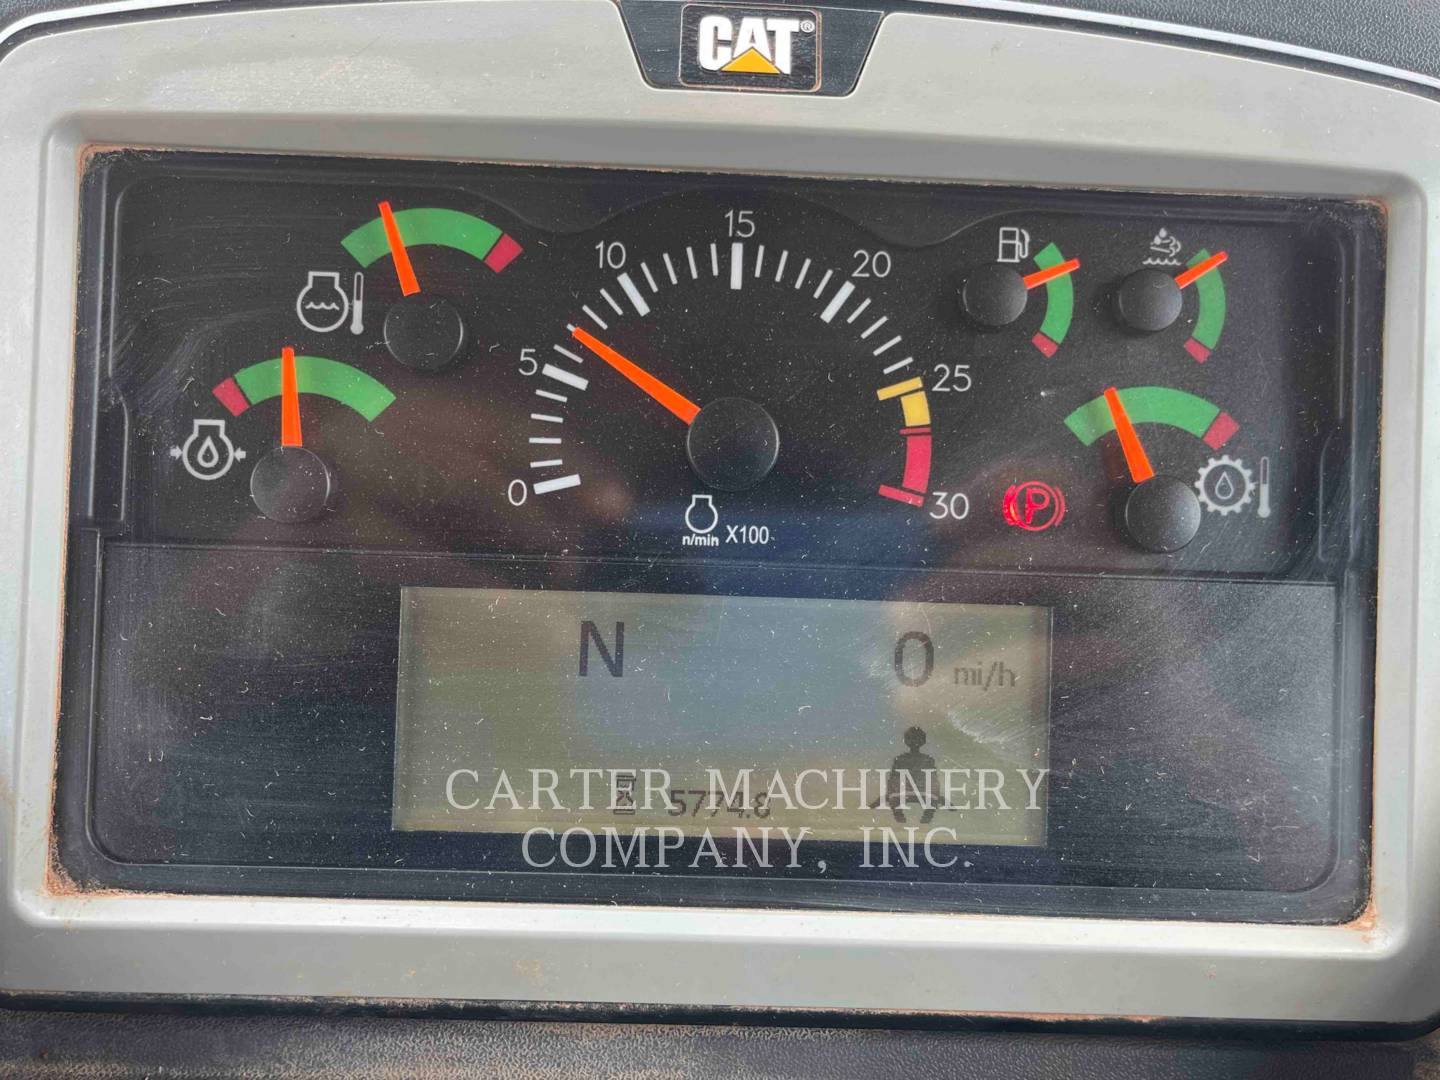 CAT®
0
5
10
15
20
25
30
n/min X100
P
N
0 mi/h
5774.8
CARTER MACHINERY
COMPANY, INC.